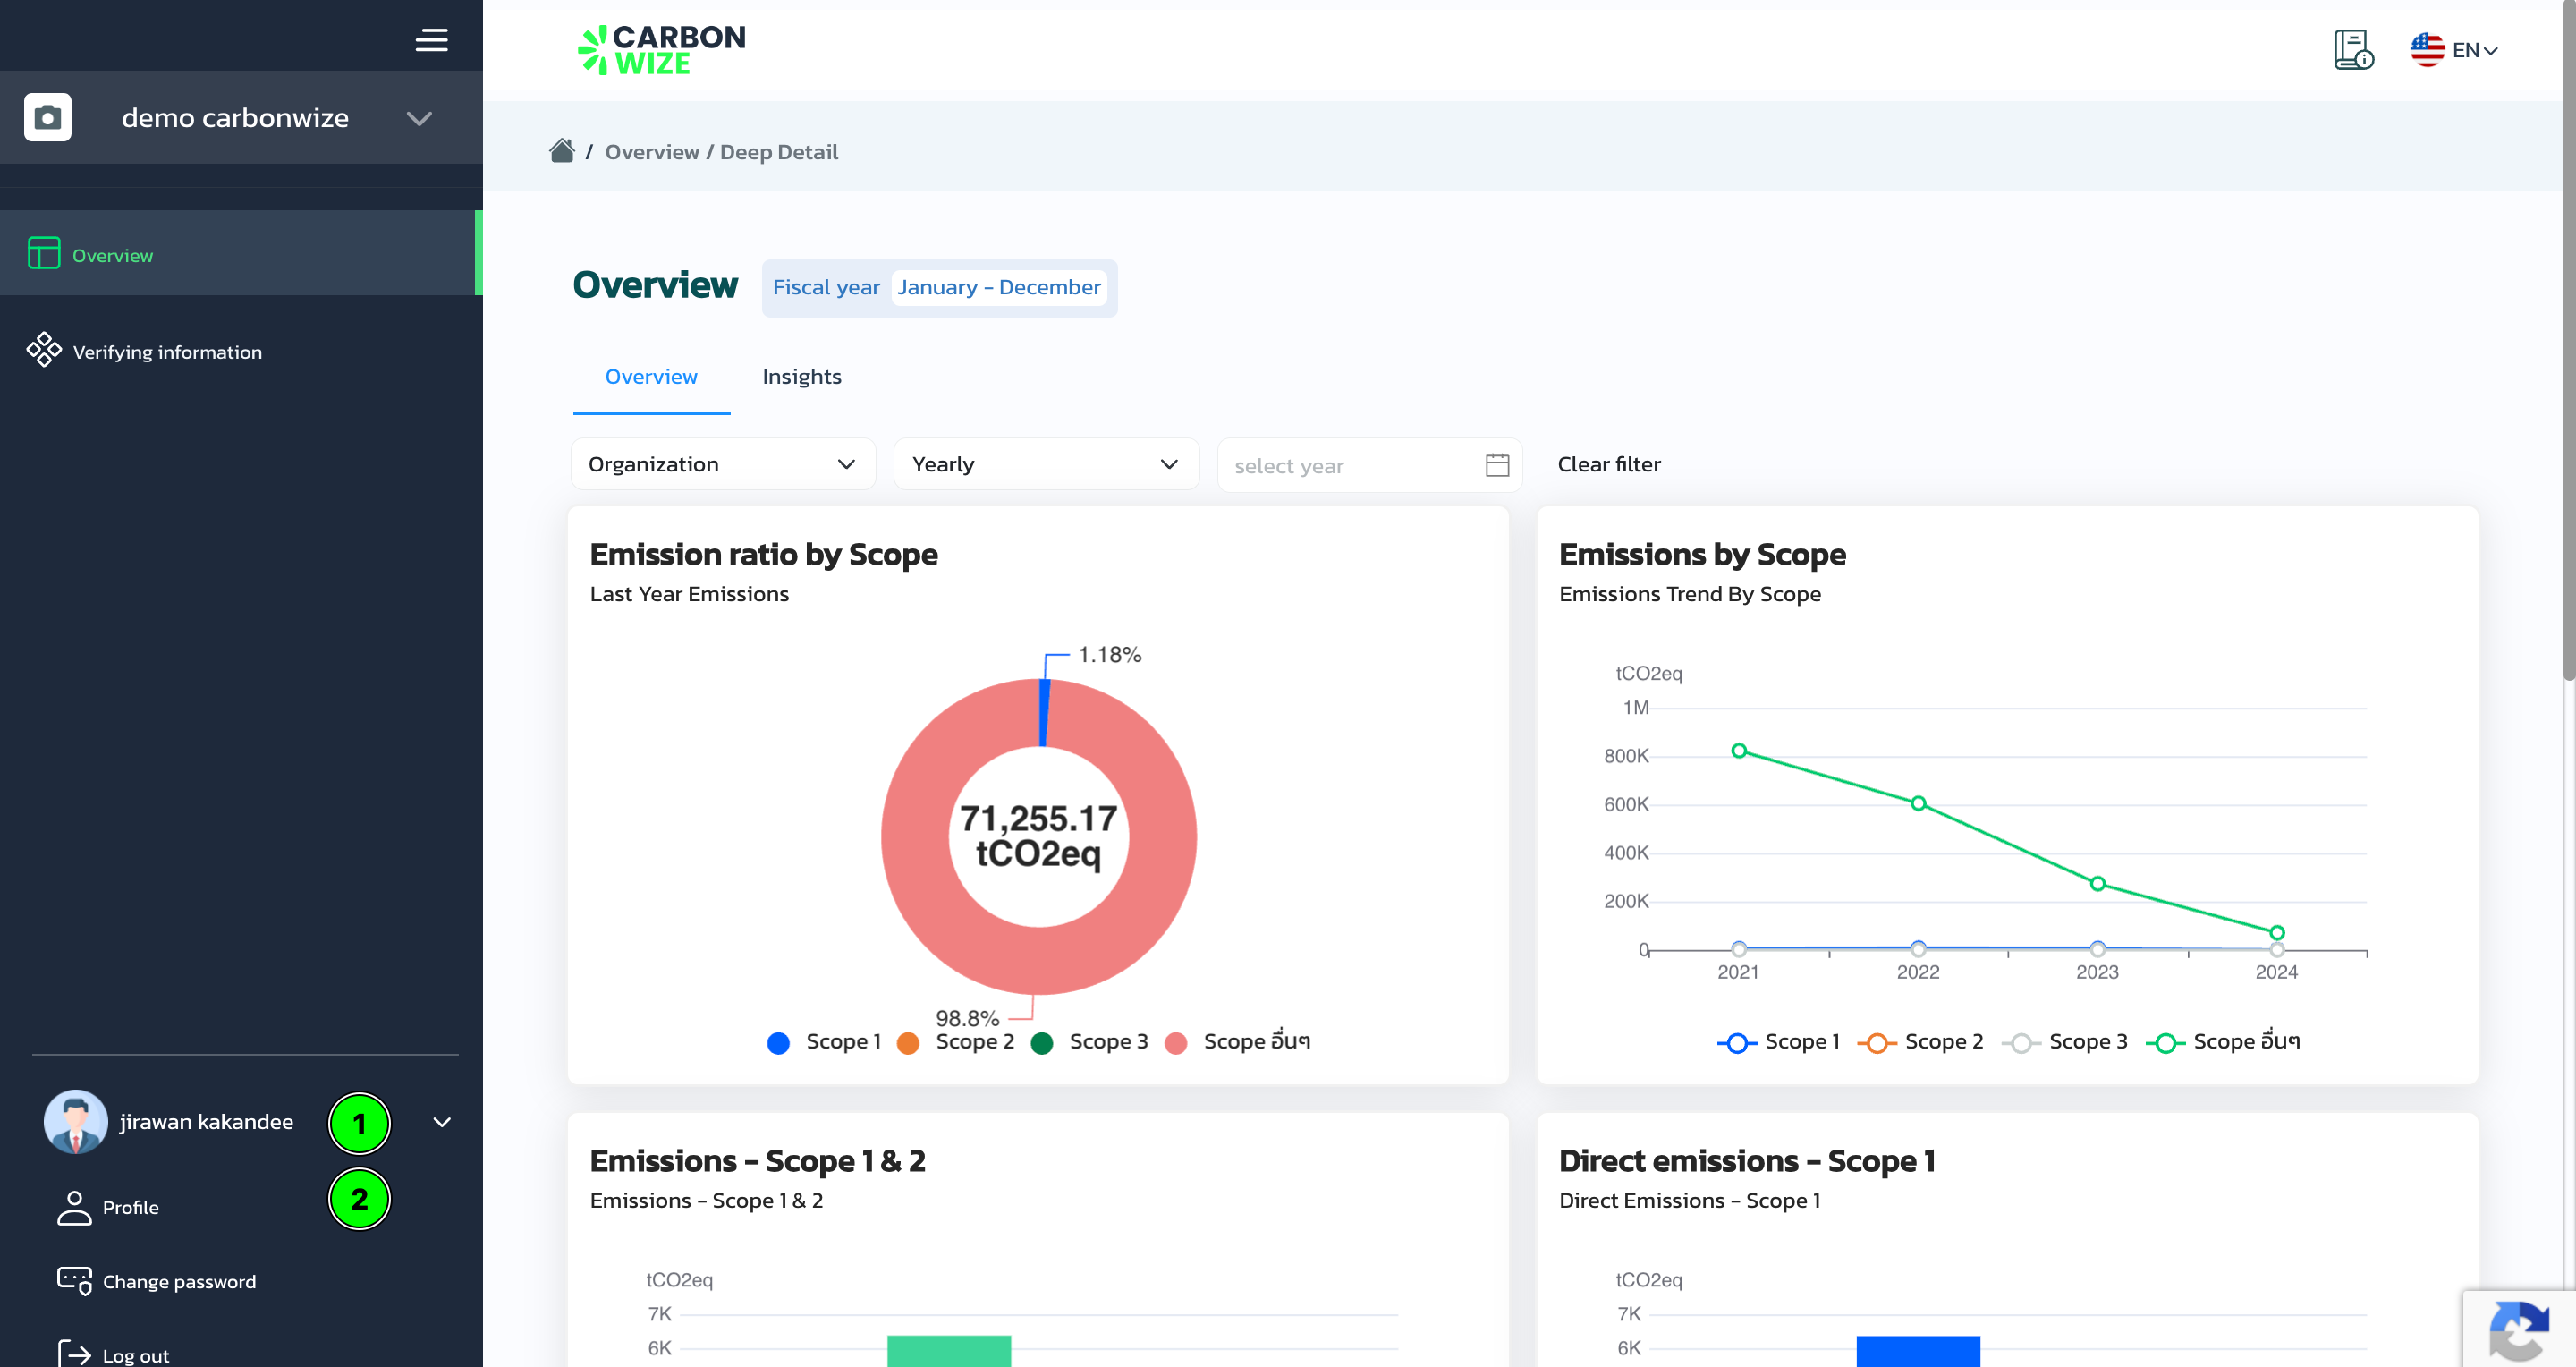 demo carbonwize
Overview
Verifying information
jirawan kakandee
1
Profile
2
Change password
Log out
CARBON
WIZE
EN
/ Overview / Deep Detail
Overview
Fiscal year January - December
Overview Insights
Organization Yearly select year Clear filter
Emission ratio by Scope
Last Year Emissions
1.18%
71,255.17
tCO2eq
98.8%
Scope 1 Scope 2 Scope 3 Scope อื่นๆ
Emissions by Scope
Emissions Trend By Scope
tCO2eq
1M
800K
600K
400K
200K
0
2021 2022 2023 2024
Scope 1 Scope 2 Scope 3 Scope อื่นๆ
Emissions - Scope 1 & 2
Emissions - Scope 1 & 2
tCO2eq
7K
6K
Direct emissions - Scope 1
Direct Emissions - Scope 1
tCO2eq
7K
6K